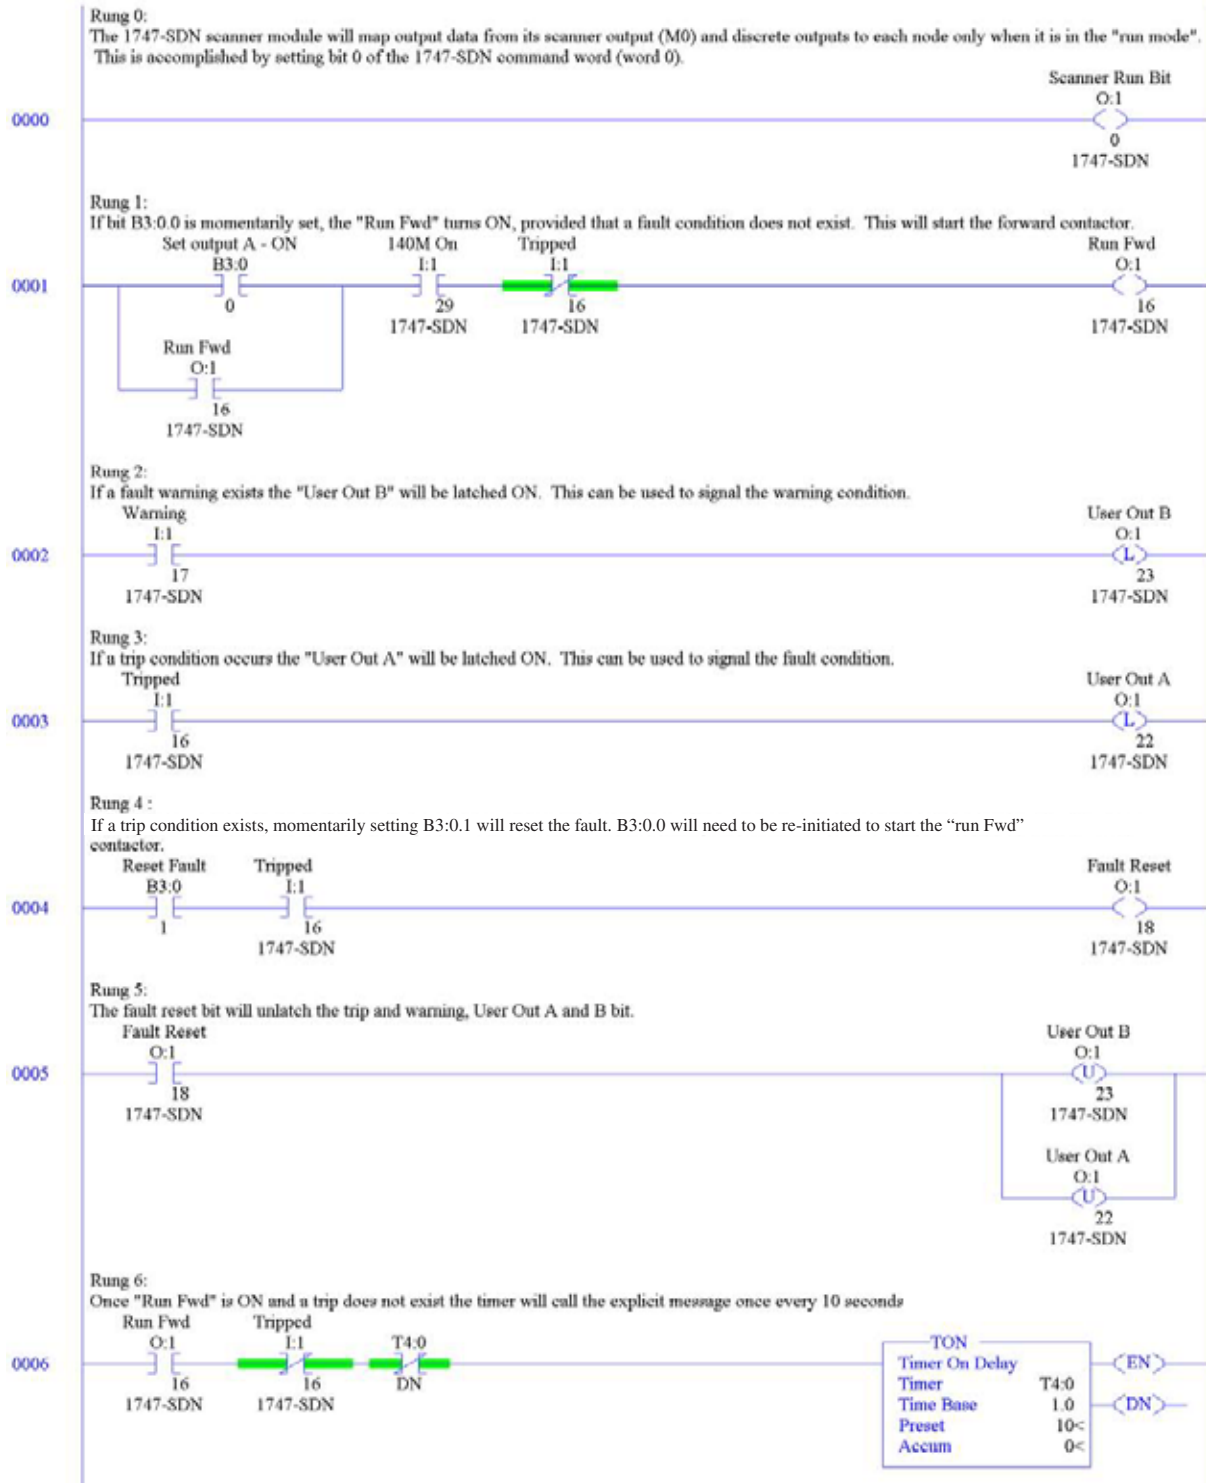 Rung 0:
The 1747-SDN scanner module will map output data from its scanner output (M0) and discrete outputs to each node only when it is in the "run mode".
This is accomplished by setting bit 0 of the 1747-SDN command word (word 0).
Scanner Run Bit
O:1
0000
0
1747-SDN
Rung 1:
If bit B3:0.0 is momentarily set, the "Run Fwd" turns ON, provided that a fault condition does not exist. This will start the forward contactor.
Set output A - ON 140M On Tripped Run Fwd
B3:0 I:1 I:1 O:1
0001
0 29 16 16
1747-SDN 1747-SDN 1747-SDN
Run Fwd
O:1
16
1747-SDN
Rung 2:
If a fault warning exists the "User Out B" will be latched ON. This can be used to signal the warning condition.
Warning User Out B
I:1 O:1
0002 L
17 23
1747-SDN 1747-SDN
Rung 3:
If a trip condition occurs the "User Out A" will be latched ON. This can be used to signal the fault condition.
Tripped User Out A
I:1 O:1
0003 L
16 22
1747-SDN 1747-SDN
Rung 4 :
If a trip condition exists, momentarily setting B3:0.1 will reset the fault. B3:0.0 will need to be re-initiated to start the “run Fwd”
contactor.
Reset Fault Tripped Fault Reset
B3:0 I:1 O:1
0004
1 16 18
1747-SDN 1747-SDN
Rung 5:
The fault reset bit will unlatch the trip and warning, User Out A and B bit.
Fault Reset User Out B
O:1 O:1
0005 U
18 23
1747-SDN 1747-SDN
User Out A
O:1
U
22
1747-SDN
Rung 6:
Once "Run Fwd" is ON and a trip does not exist the timer will call the explicit message once every 10 seconds
Run Fwd Tripped
O:1 I:1 T4:0 TON
0006 Timer On Delay EN
16 16 DN Timer T4:0
1747-SDN 1747-SDN Time Base 1.0 DN
Preset 10<
Accum 0<